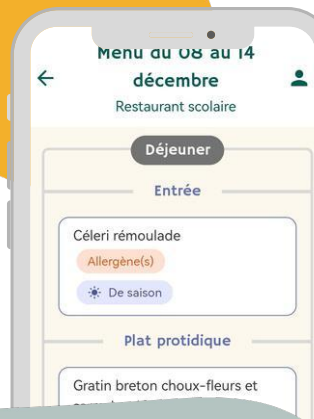 Menu du 08 au 14
décembre
Restaurant scolaire
Déjeuner
Entrée
Céleri rémoulade
Allergène(s)
De saison
Plat protidique
Gratin breton choux-fleurs et